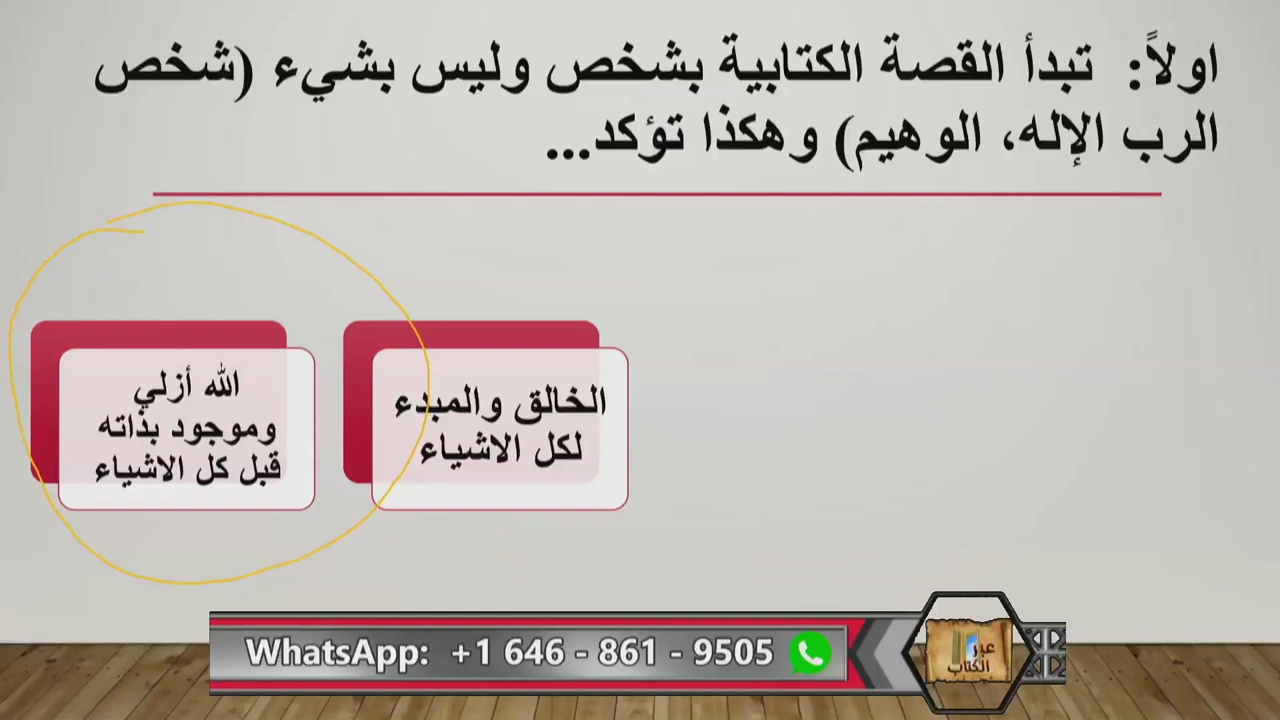 اولاً: تبدأ القصة الكتابية بشخص وليس بشيء (شخص
الرب الإله، الوهيم) وهكذا تؤكد...
الخالق والمبدء
لكل الاشياء
الله أزلي
وموجود بذاته
قبل كل الاشياء
WhatsApp: +1 646 - 861 - 9505
عبر
الكتاب